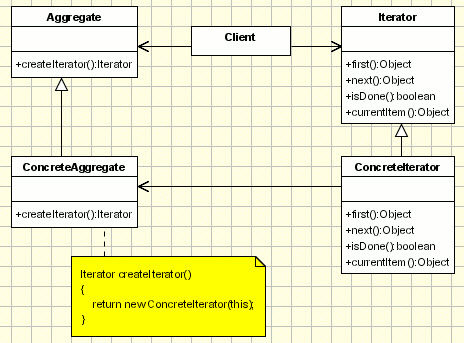 Aggregate
+createIterator():Iterator
Client
Iterator
+first():Object
+next():Object
+isDone():boolean
+currentItem():Object
ConcreteAggregate
+createIterator():Iterator
ConcreteIterator
+first():Object
+next():Object
+isDone():boolean
+currentItem():Object
Iterator createIterator()
{
return new ConcreteIterator(this);
}